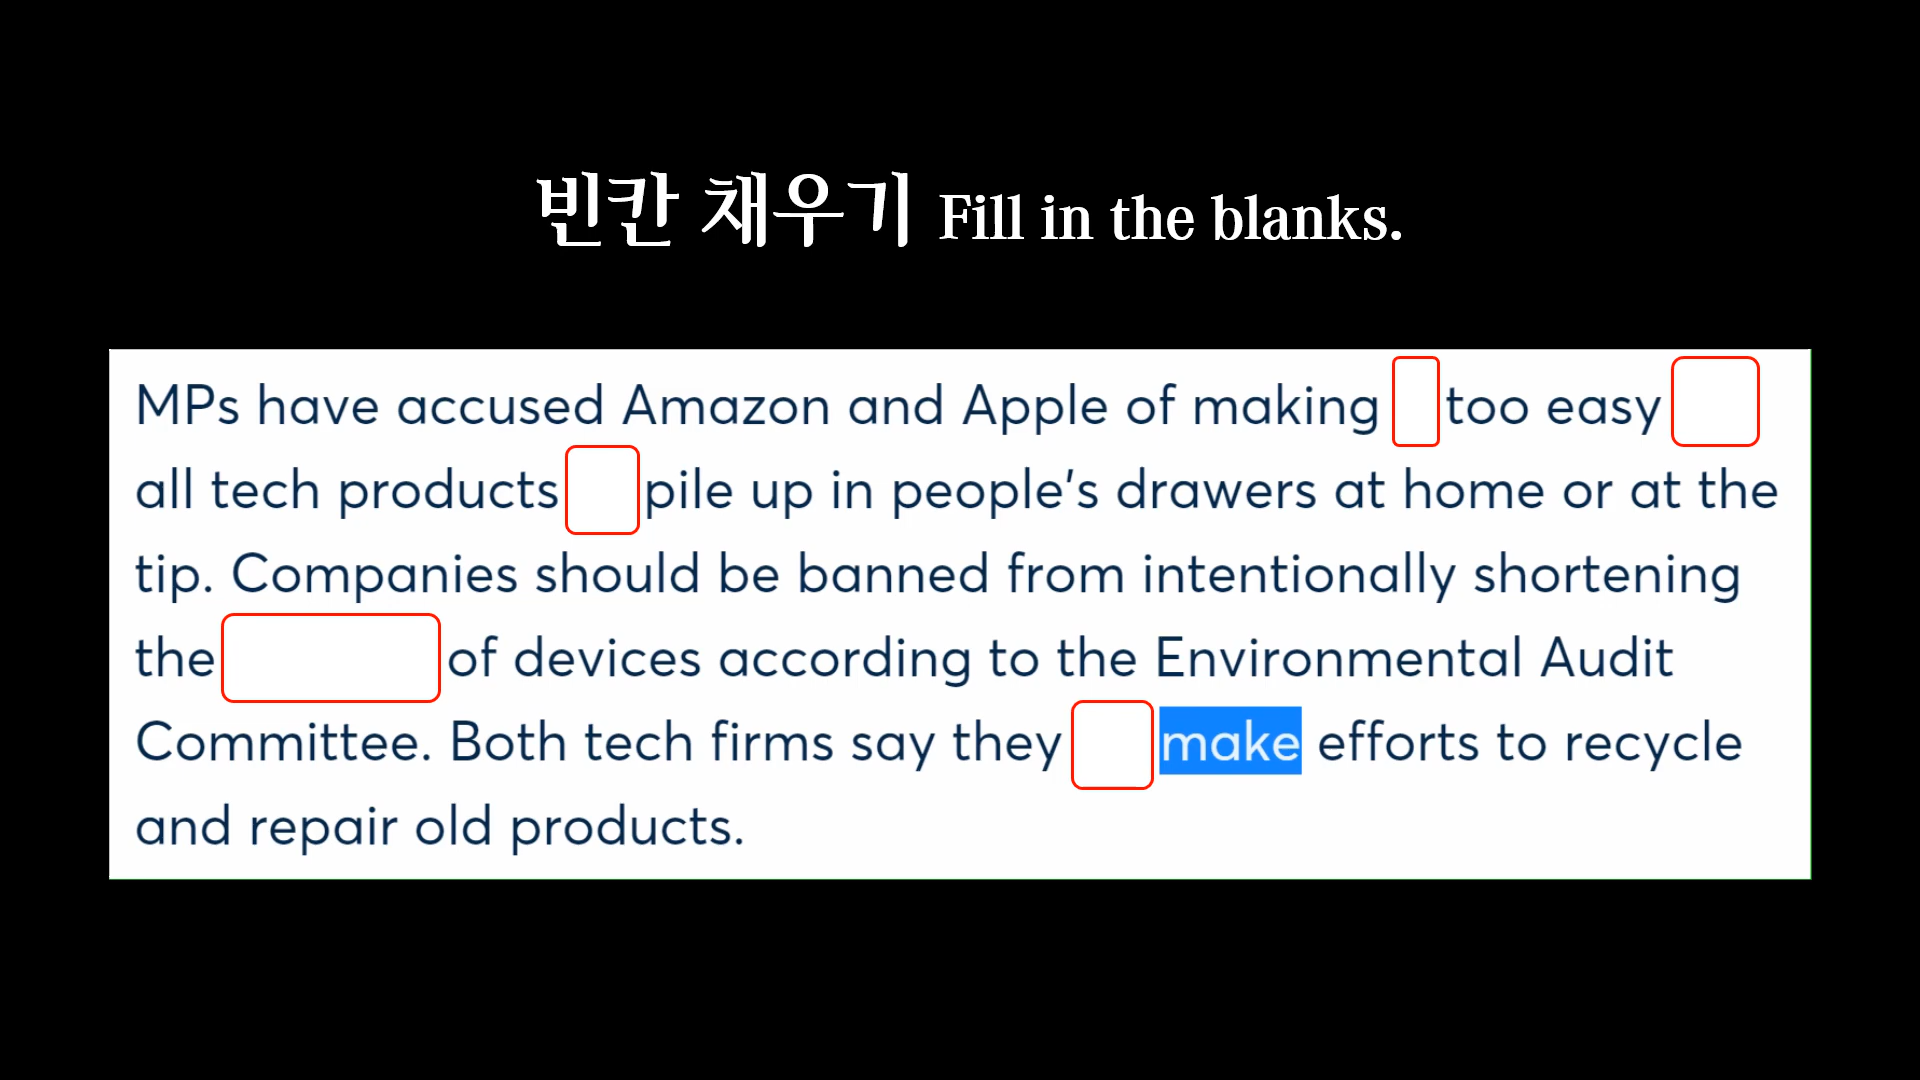 빈칸 채우기 Fill in the blanks.
MPs have accused Amazon and Apple of making too easy
all tech products pile up in people's drawers at home or at the
tip. Companies should be banned from intentionally shortening
the of devices according to the Environmental Audit
Committee. Both tech firms say they make efforts to recycle
and repair old products.